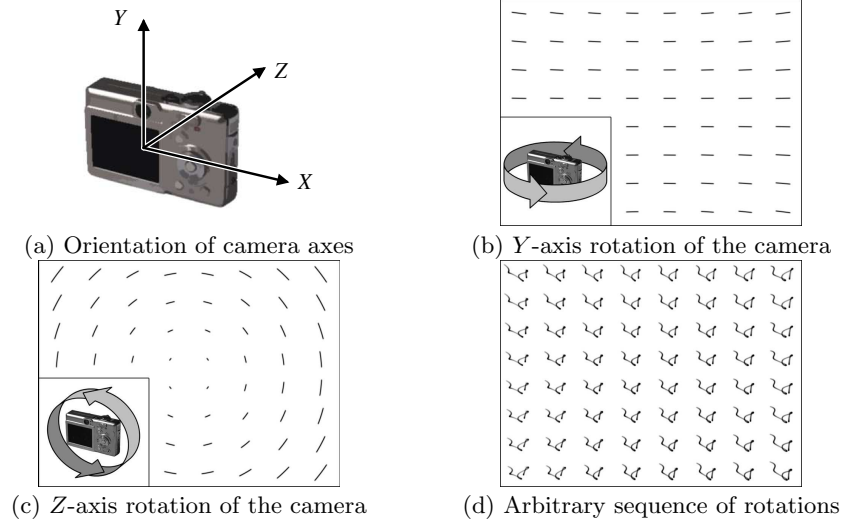 Y
Z
X
(a) Orientation of camera axes
(b) Y-axis rotation of the camera
(c) Z-axis rotation of the camera
(d) Arbitrary sequence of rotations